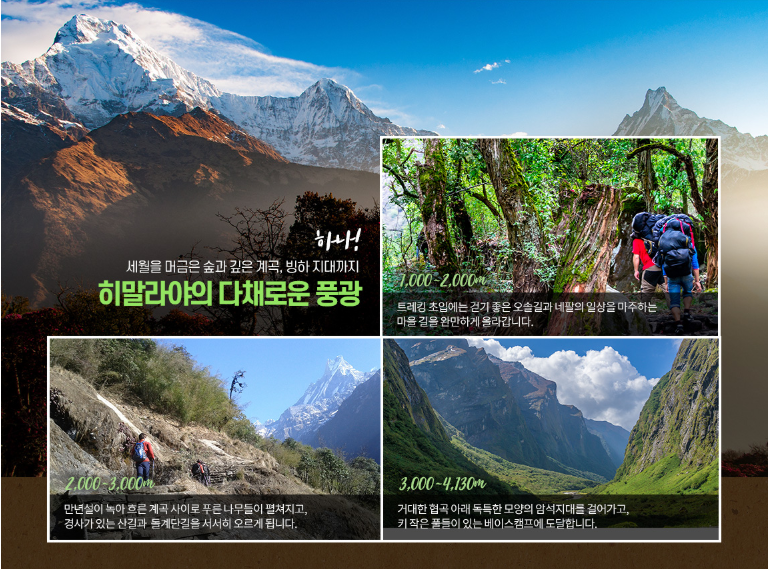 하나!
세월을 머금은 숲과 깊은 계곡, 빙하 지대까지
히말라야의 다채로운 풍광
1,000~2,000m
트레킹 초입에는 걷기 좋은 오솔길과 네팔의 일상을 마주하는
마을 길을 완만하게 올라갑니다.
2,000~3,000m
만년설이 녹아 흐른 계곡 사이로 푸른 나무들이 펼쳐지고,
경사가 있는 산길과 돌계단길을 서서히 오르게 됩니다.
3,000~4,130m
거대한 협곡 아래 독특한 모양의 암석지대를 걸어가고,
키 작은 풀들이 있는 베이스캠프에 도달합니다.